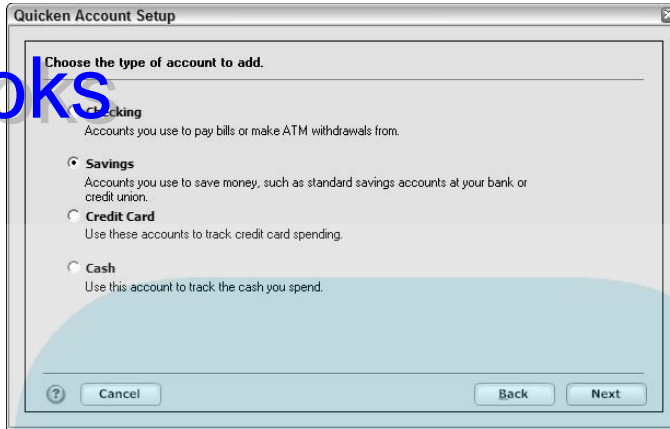 Quicken Account Setup
Choose the type of account to add.
oks
Checking
Accounts you use to pay bills or make ATM withdrawals from.
Savings
Accounts you use to save money, such as standard savings accounts at your bank or
credit union.
Credit Card
Use these accounts to track credit card spending.
Cash
Use this account to track the cash you spend.
? Cancel Back Next